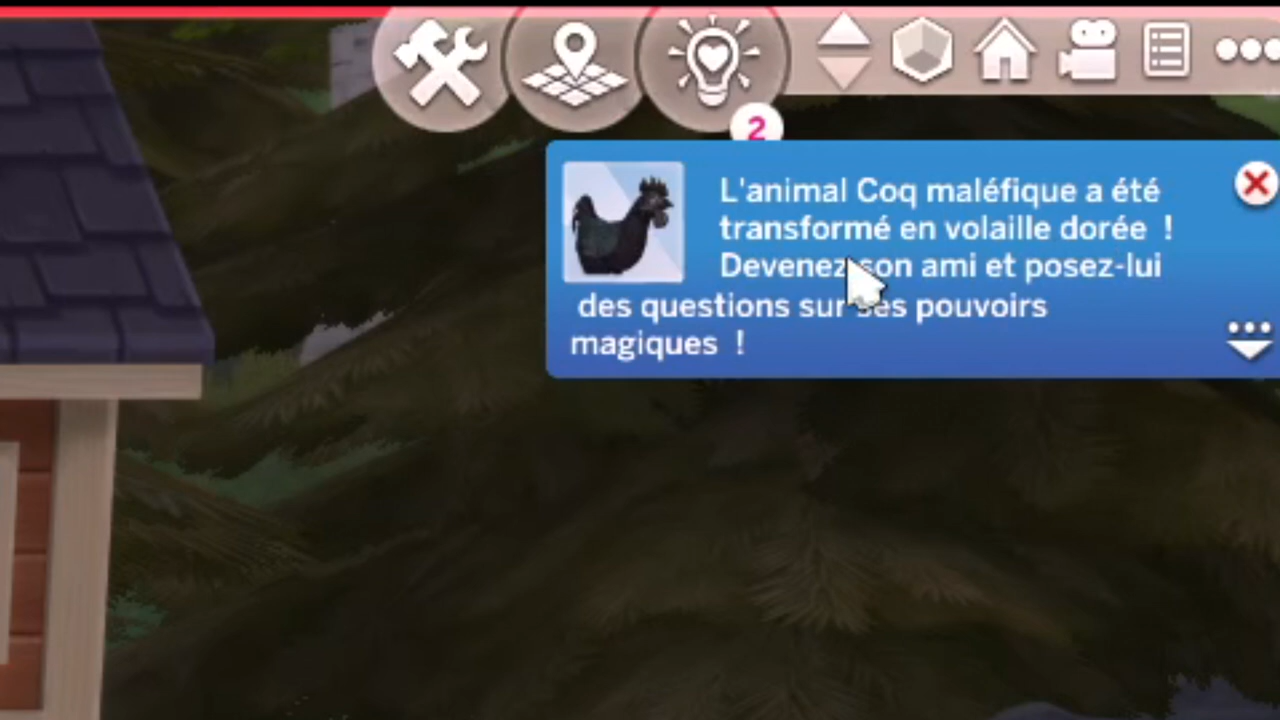 2
L'animal Coq maléfique a été
transformé en volaille dorée !
Devenez son ami et posez-lui
des questions sur ses pouvoirs
magiques !